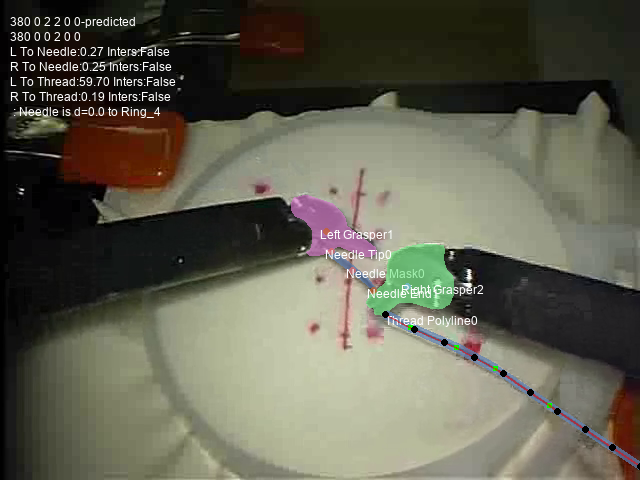 380 0 2 2 0 0-predicted
380 0 0 2 0 0
L To Needle:0.27 Inters:False
R To Needle:0.25 Inters:False
L To Thread:59.70 Inters:False
R To Thread:0.19 Inters:False
: Needle is d=0.0 to Ring_4
Left Grasper1
Needle Tip0
Needle Mask0
Right Grasper2
Needle End1
Thread Polyline0